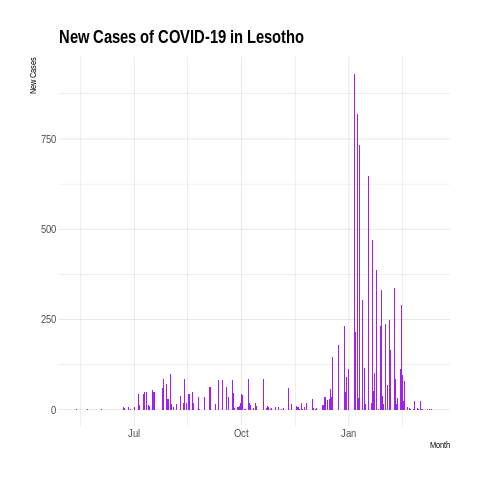 New Cases of COVID-19 in Lesotho
New Cases
750
500
250
0
Jul
Oct
Jan
Month